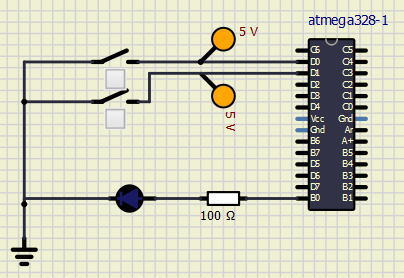 atmega328-1
5 V
5 V
100 Ω
C6 C5
D0 C4
D1 C3
D2 C2
D3 C1
D4 C0
Vcc Gnd
Gnd Ar
B6 A+
B7 B5
D5 B4
D6 B3
D7 B2
B0 B1